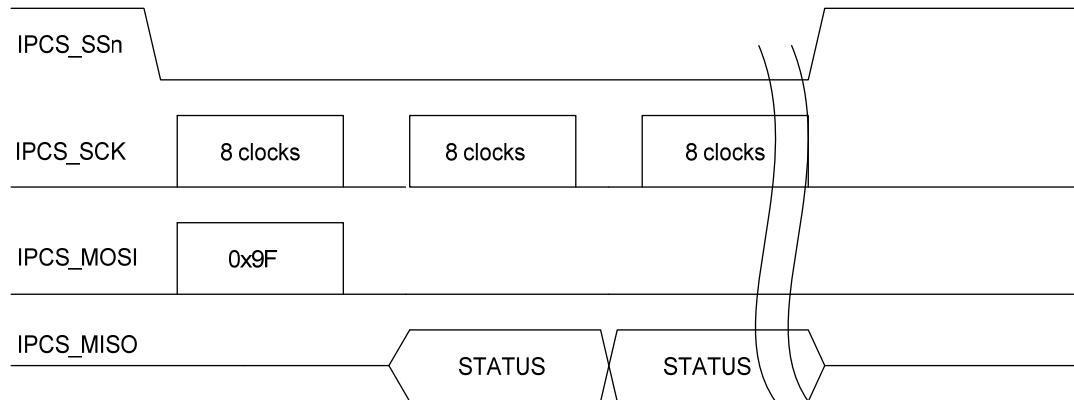 IPCS_SSn
IPCS_SCK 8 clocks 8 clocks 8 clocks
IPCS_MOSI 0x9F
IPCS_MISO STATUS STATUS